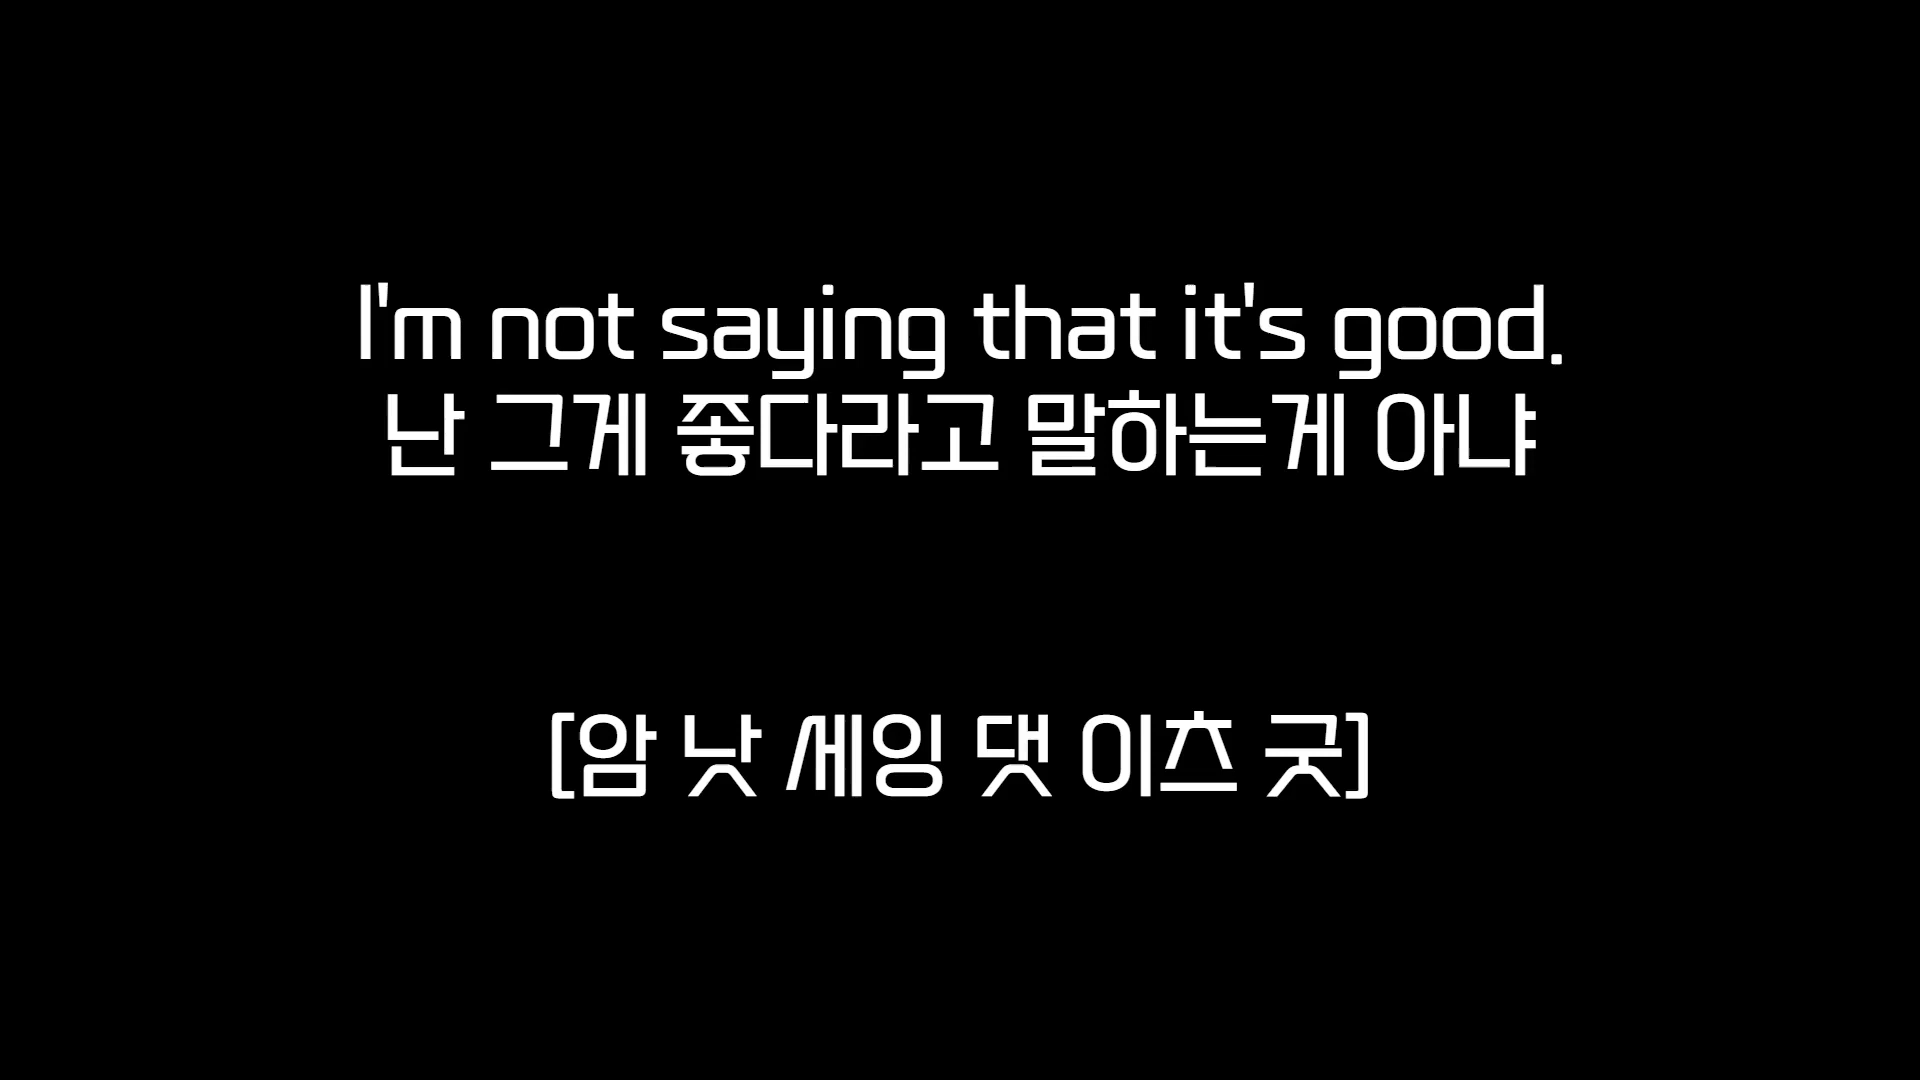 I'm not saying that it's good.
난 그게 좋다라고 말하는게 아냐
[암 낫 세잉 댓 이츠 굿]